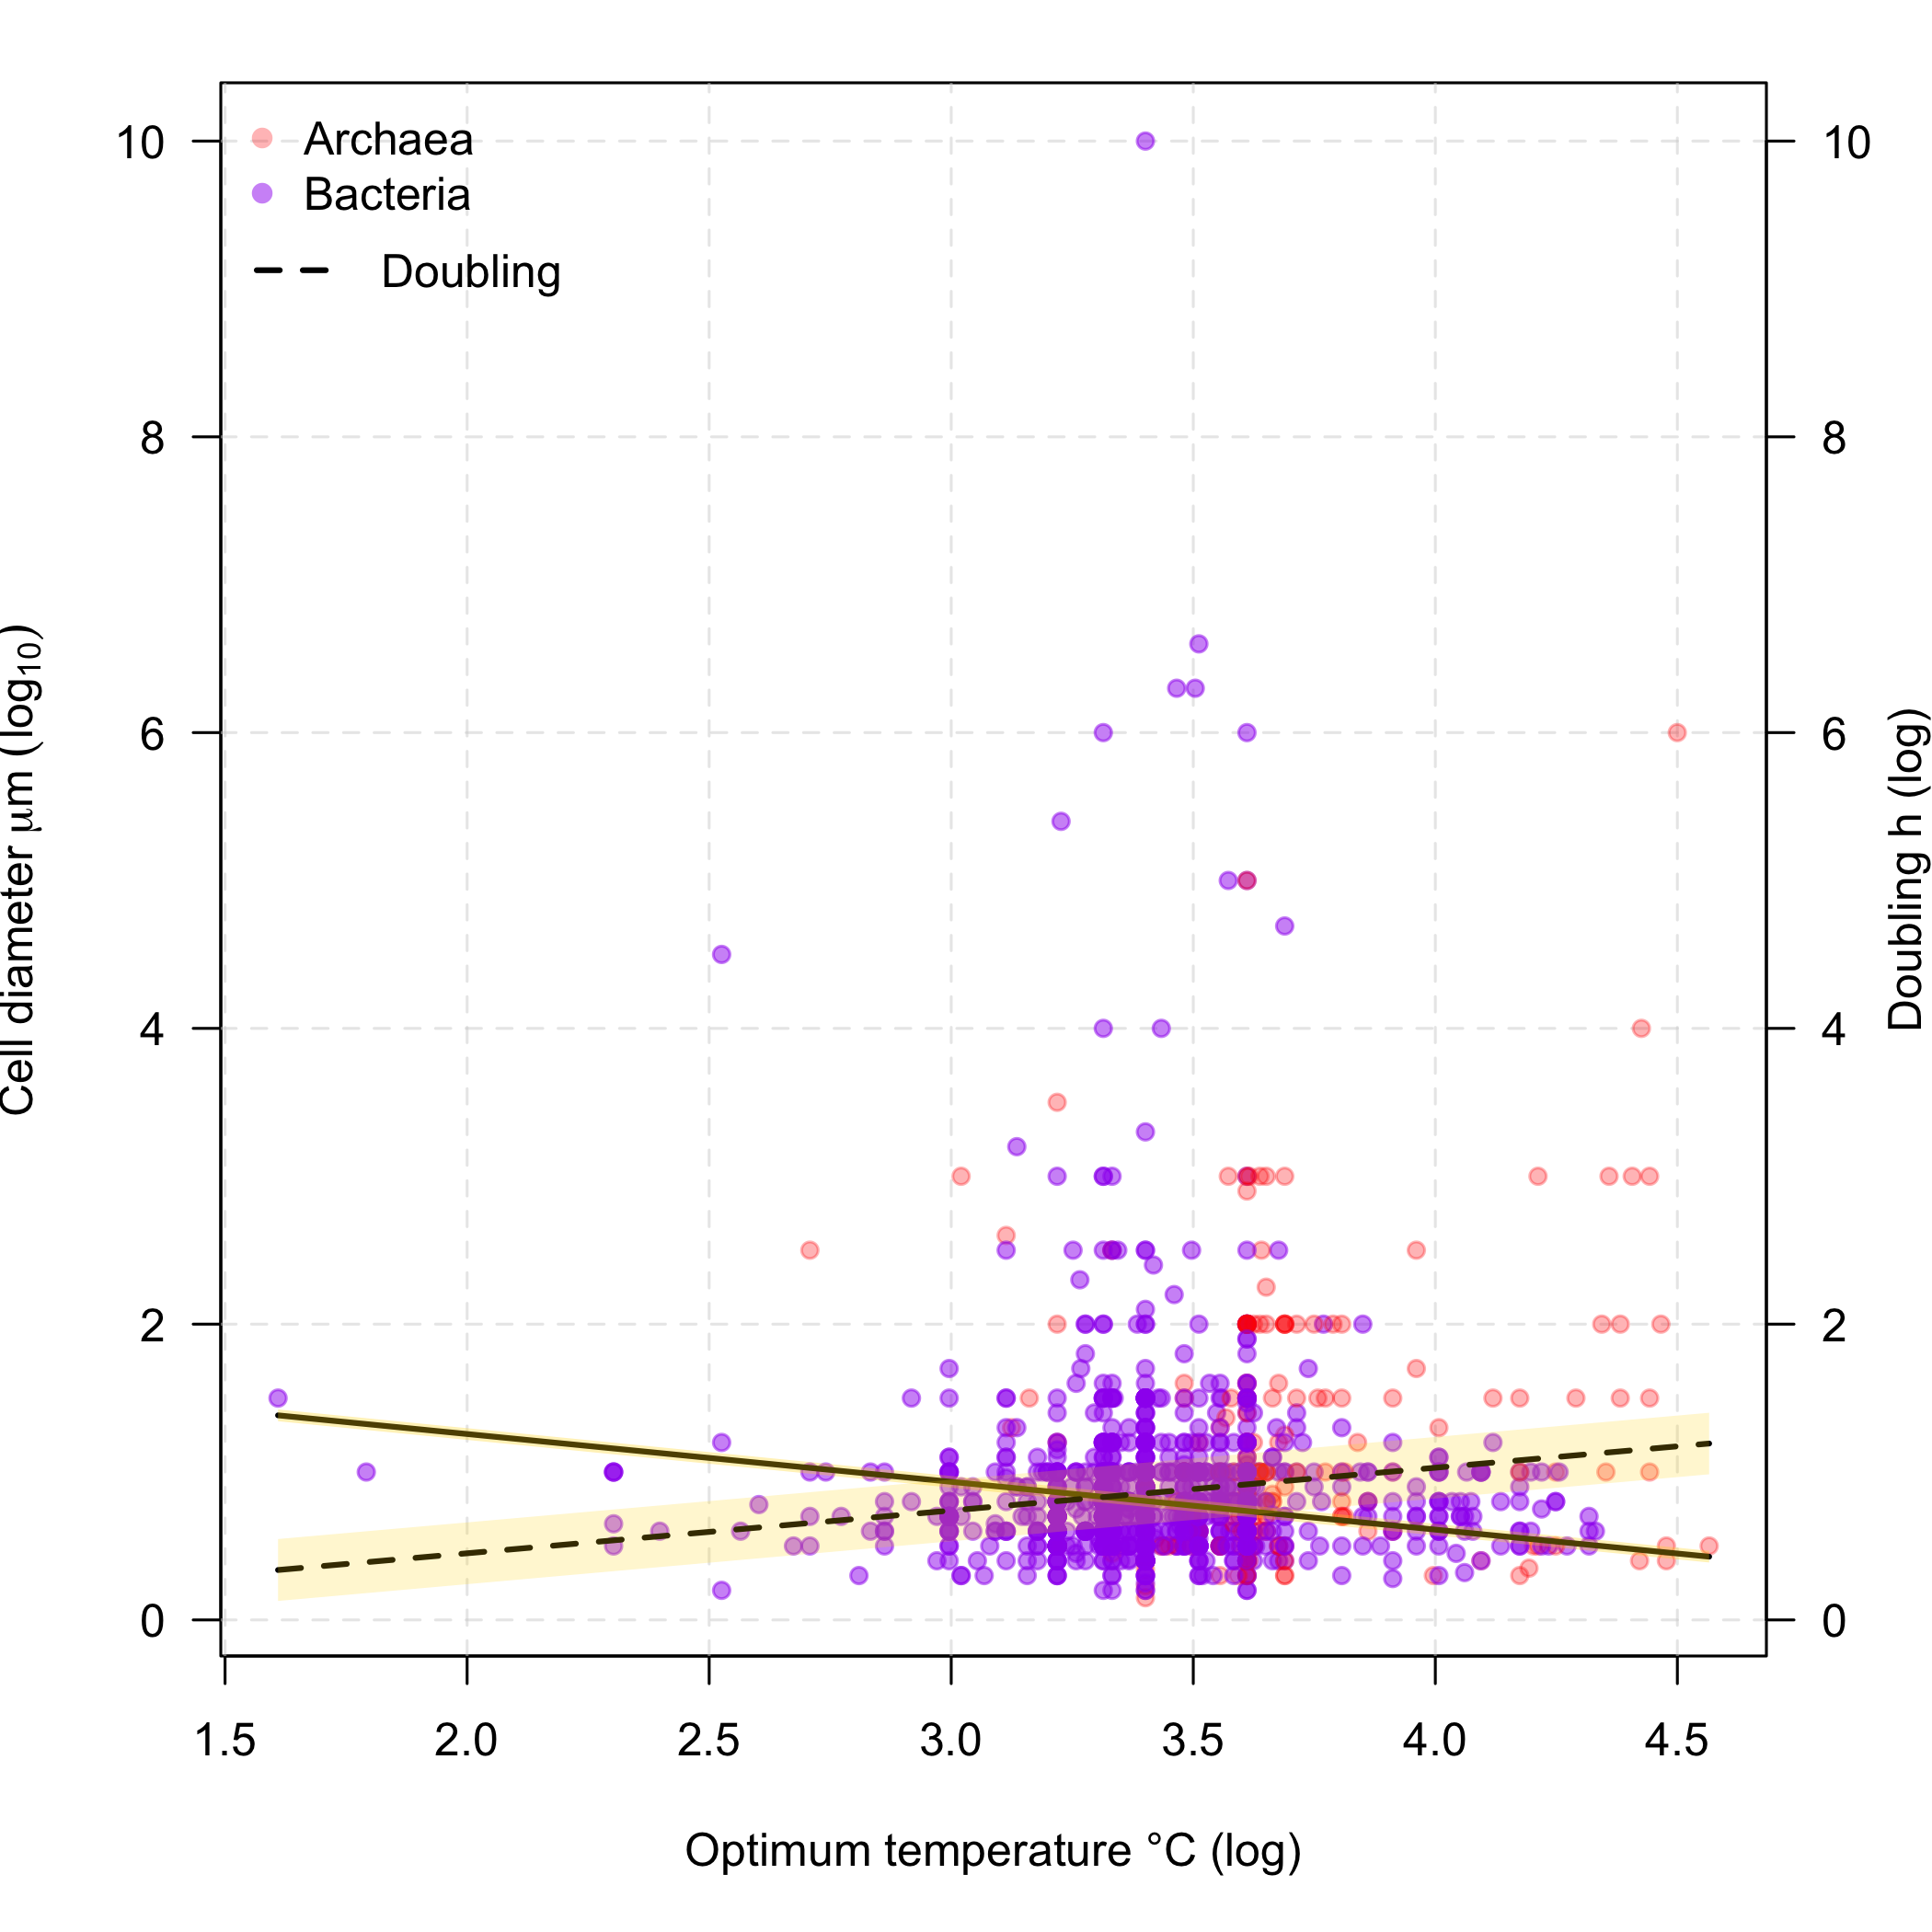 Archaea
Bacteria
Doubling
10
8
6
4
2
0
10
8
6
4
2
0
1.5 2.0 2.5 3.0 3.5 4.0 4.5
Cell diameter μm (log₁₀)
Doubling h (log)
Optimum temperature °C (log)